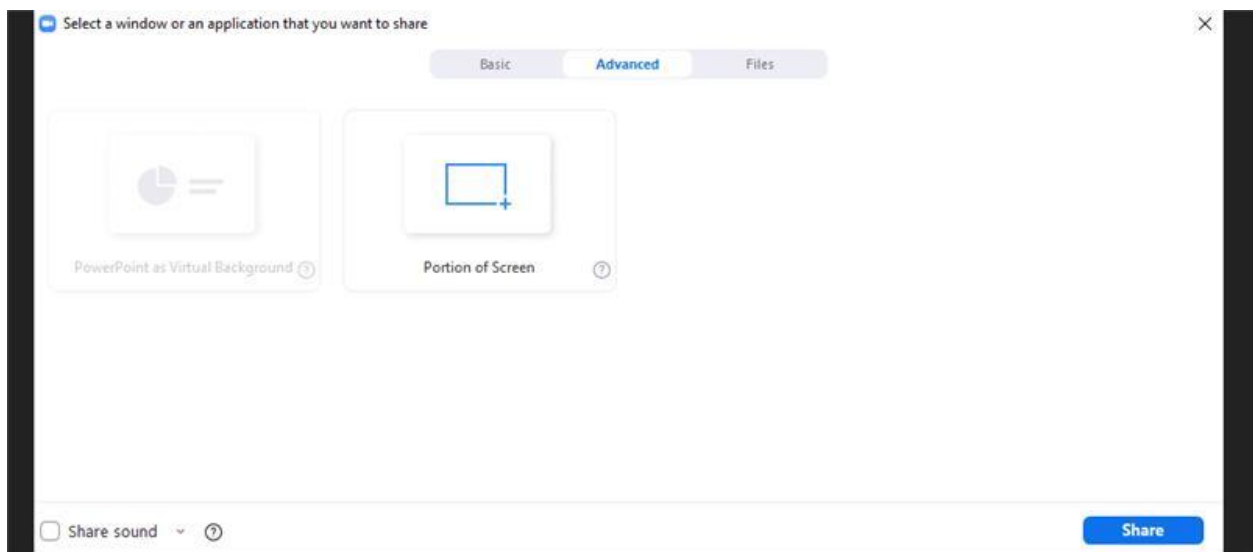 Select a window or an application that you want to share
Basic Advanced Files
PowerPoint as Virtual Background ?
Portion of Screen ?
Share sound ?
Share